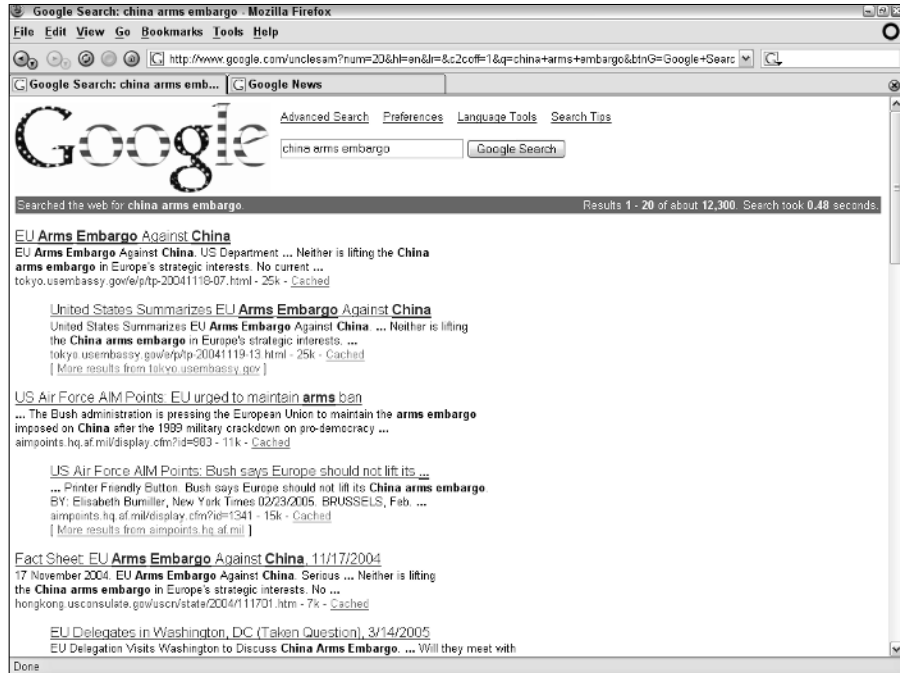 Google Search: china arms embargo - Mozilla Firefox
File Edit View Go Bookmarks Tools Help
http://www.google.com/unclesam?num=20&hl=en&lr=&c2coff=1&q=china+arms+embargo&btnG=Google+Searc
Google Search: china arms emb... Google News
Google
Advanced Search Preferences Language Tools Search Tips
china arms embargo Google Search
Searched the web for china arms embargo. Results 1 - 20 of about 12,300. Search took 0.48 seconds.
EU Arms Embargo Against China
EU Arms Embargo Against China. US Department ... Neither is lifting the China
arms embargo in Europe's strategic interests. No current ...
tokyo.usembassy.gov/e/p/tp-20041118-07.html - 25k - Cached
United States Summarizes EU Arms Embargo Against China
United States Summarizes EU Arms Embargo Against China. ... Neither is lifting
the China arms embargo in Europe's strategic interests. ...
tokyo.usembassy.gov/e/p/tp-20041119-13.html - 25k - Cached
[ More results from tokyo.usembassy.gov ]
US Air Force AIM Points: EU urged to maintain arms ban
... The Bush administration is pressing the European Union to maintain the arms embargo
imposed on China after the 1989 military crackdown on pro-democracy ...
aimpoints.hq.af.mil/display.cfm?id=983 - 11k - Cached
US Air Force AIM Points: Bush says Europe should not lift its ...
... Printer Friendly Button. Bush says Europe should not lift its China arms embargo.
BY: Elisabeth Bumiller, New York Times 02/23/2005. BRUSSELS, Feb. ...
aimpoints.hq.af.mil/display.cfm?id=1341 - 15k - Cached
[ More results from aimpoints.hq.af.mil ]
Fact Sheet: EU Arms Embargo Against China, 11/17/2004
17 November 2004. EU Arms Embargo Against China. Serious ... Neither is lifting
the China arms embargo in Europe's strategic interests. No ...
hongkong.usconsulate.gov/uscn/state/2004/111701.htm - 7k - Cached
EU Delegates in Washington, DC (Taken Question), 3/14/2005
EU Delegation Visits Washington to Discuss China Arms Embargo. ... Will they meet with
Done